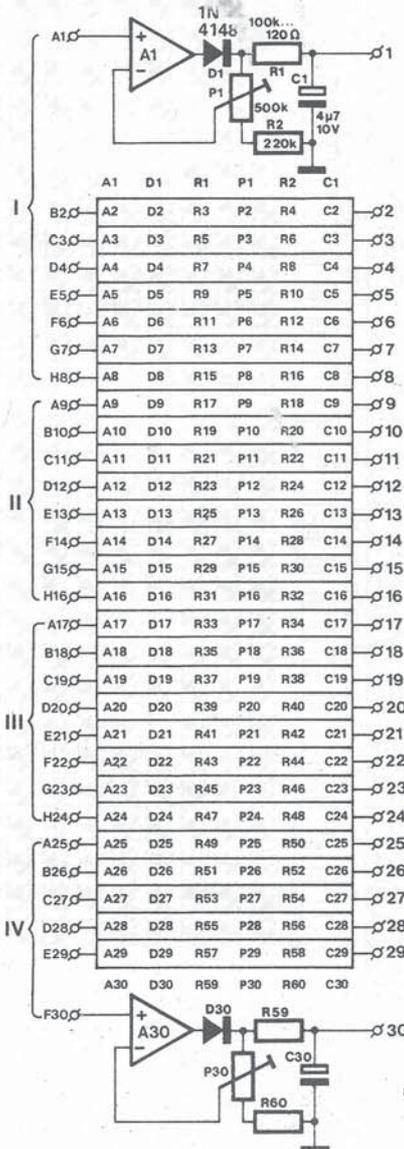 1N
4148
100k...
120 Ω
A1 + A1 D1 R1 1
P1 C1
500k 4µ7
R2 10V
- 220k
I
A1 D1 R1 P1 R2 C1
B2 A2 D2 R3 P2 R4 C2 2
C3 A3 D3 R5 P3 R6 C3 3
D4 A4 D4 R7 P4 R8 C4 4
E5 A5 D5 R9 P5 R10 C5 5
F6 A6 D6 R11 P6 R12 C6 6
G7 A7 D7 R13 P7 R14 C7 7
H8 A8 D8 R15 P8 R16 C8 8
A9 A9 D9 R17 P9 R18 C9 9
B10 A10 D10 R19 P10 R20 C10 10
C11 A11 D11 R21 P11 R22 C11 11
D12 A12 D12 R23 P12 R24 C12 12
II
E13 A13 D13 R25 P13 R26 C13 13
F14 A14 D14 R27 P14 R28 C14 14
G15 A15 D15 R29 P15 R30 C15 15
H16 A16 D16 R31 P16 R32 C16 16
A17 A17 D17 R33 P17 R34 C17 17
B18 A18 D18 R35 P18 R36 C18 18
C19 A19 D19 R37 P19 R38 C19 19
D20 A20 D20 R39 P20 R40 C20 20
III
E21 A21 D21 R41 P21 R42 C21 21
F22 A22 D22 R43 P22 R44 C22 22
G23 A23 D23 R45 P23 R46 C23 23
H24 A24 D24 R47 P24 R48 C24 24
A25 A25 D25 R49 P25 R50 C25 25
B26 A26 D26 R51 P26 R52 C26 26
C27 A27 D27 R53 P27 R54 C27 27
IV
D28 A28 D28 R55 P28 R56 C28 28
E29 A29 D29 R57 P29 R58 C29 29
A30 D30 R59 P30 R60 C30
F30 + A30 D30 R59 30
- P30 C30
R60